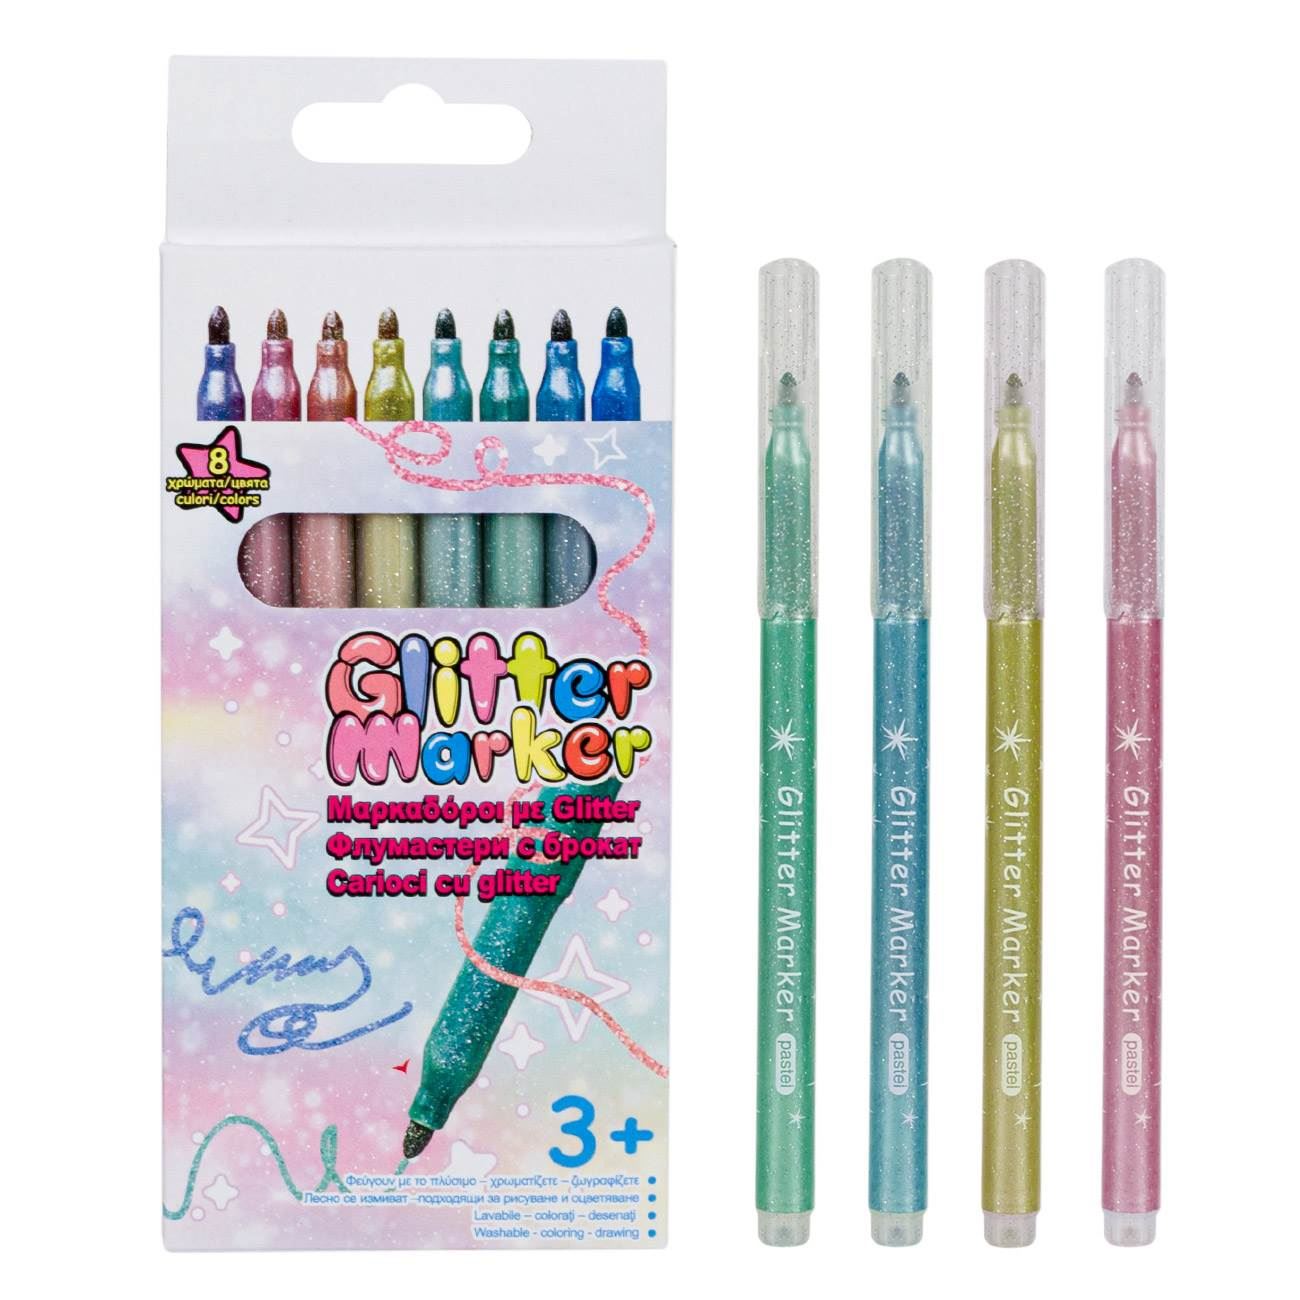 8
χρώματα/цвята
culori/colors
Glitter
Marker
Μαρκαδόροι με Glitter
Флумастери с брокат
Carioci cu glitter
3+
Φεύγουν με το πλύσιμο – χρωματίζετε – ζωγραφίζετε •
Лесно се измиват –подходящи за рисуване и оцветяване •
Lavabile – colorați – desenați •
Washable - coloring - drawing •
Glitter Marker pastel
Glitter Marker pastel
Glitter Marker pastel
Glitter Marker pastel